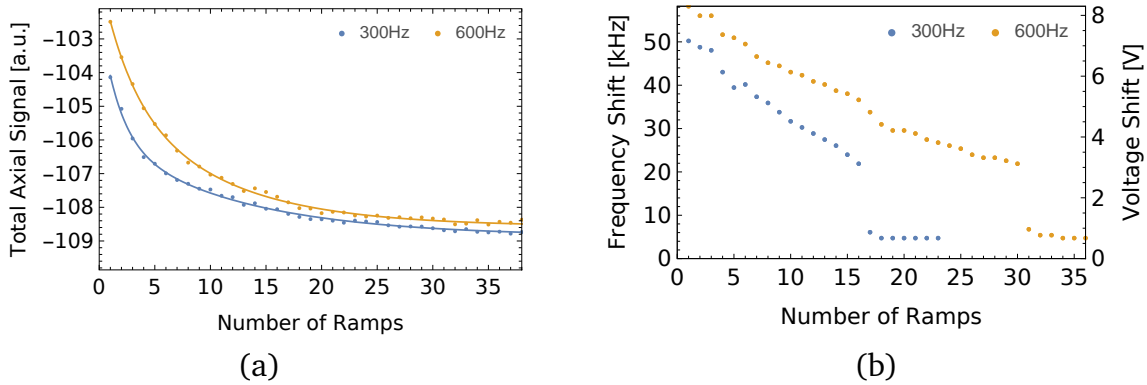 Total Axial Signal [a.u.]
−103
−104
−105
−106
−107
−108
−109
300Hz 600Hz
0 5 10 15 20 25 30 35
Number of Ramps
(a)
Frequency Shift [kHz]
50
40
30
20
10
0
300Hz 600Hz
8
6
4
2
0
Voltage Shift [V]
0 5 10 15 20 25 30 35
Number of Ramps
(b)